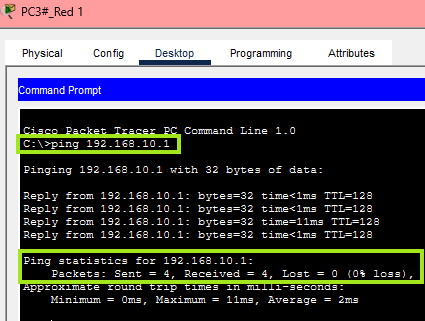 PC3#_Red 1
Physical Config Desktop Programming Attributes
Command Prompt
Cisco Packet Tracer PC Command Line 1.0
C:\>ping 192.168.10.1
Pinging 192.168.10.1 with 32 bytes of data:
Reply from 192.168.10.1: bytes=32 time<1ms TTL=128
Reply from 192.168.10.1: bytes=32 time<1ms TTL=128
Reply from 192.168.10.1: bytes=32 time=11ms TTL=128
Reply from 192.168.10.1: bytes=32 time<1ms TTL=128
Ping statistics for 192.168.10.1:
Packets: Sent = 4, Received = 4, Lost = 0 (0% loss),
Approximate round trip times in milli-seconds:
Minimum = 0ms, Maximum = 11ms, Average = 2ms